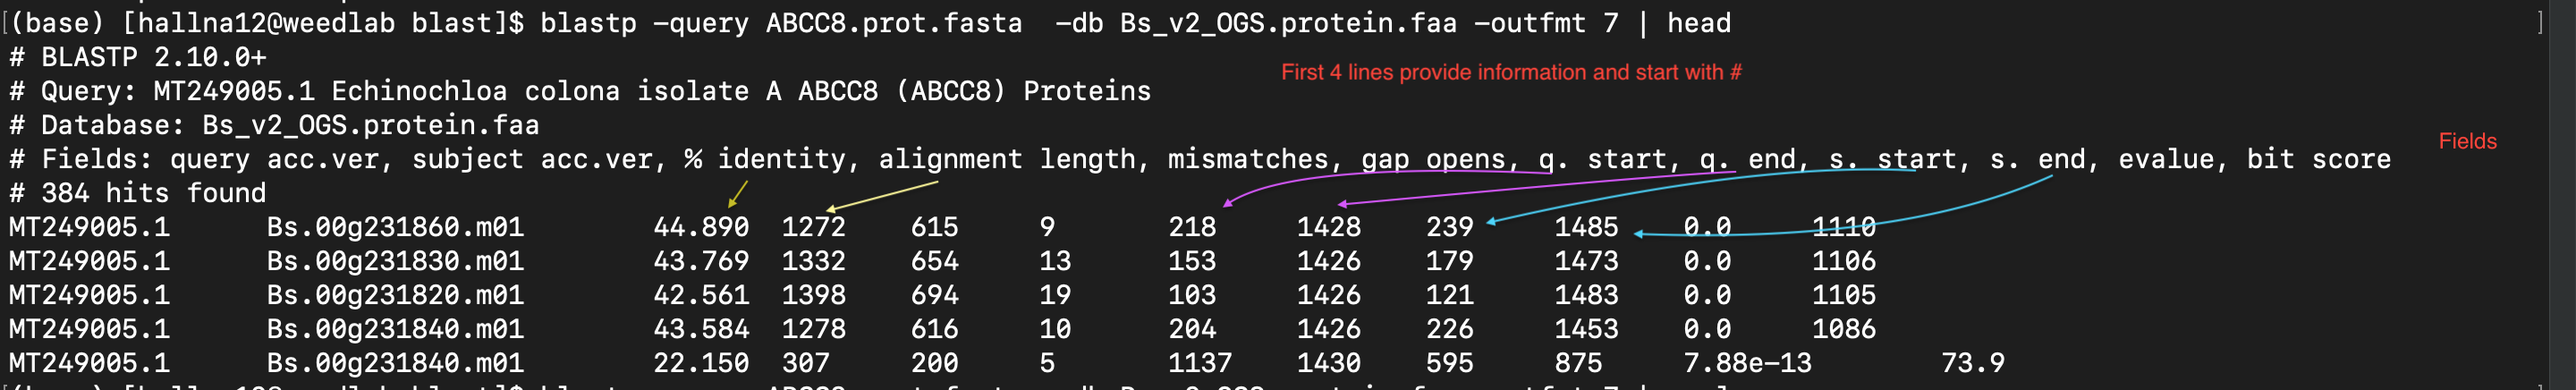 [(base) [hallna12@weedlab blast]$ blastp -query ABCC8.prot.fasta  -db Bs_v2_OGS.protein.faa -outfmt 7 | head ]
# BLASTP 2.10.0+
First 4 lines provide information and start with #
# Query: MT249005.1 Echinochloa colona isolate A ABCC8 (ABCC8) Proteins
# Database: Bs_v2_OGS.protein.faa
Fields
# Fields: query acc.ver, subject acc.ver, % identity, alignment length, mismatches, gap opens, q. start, q. end, s. start, s. end, evalue, bit score
# 384 hits found
MT249005.1 Bs.00g231860.m01 44.890 1272 615 9 218 1428 239 1485 0.0 1110
MT249005.1 Bs.00g231830.m01 43.769 1332 654 13 153 1426 179 1473 0.0 1106
MT249005.1 Bs.00g231820.m01 42.561 1398 694 19 103 1426 121 1483 0.0 1105
MT249005.1 Bs.00g231840.m01 43.584 1278 616 10 204 1426 226 1453 0.0 1086
MT249005.1 Bs.00g231840.m01 22.150 307 200 5 1137 1430 595 875 7.88e-13 73.9